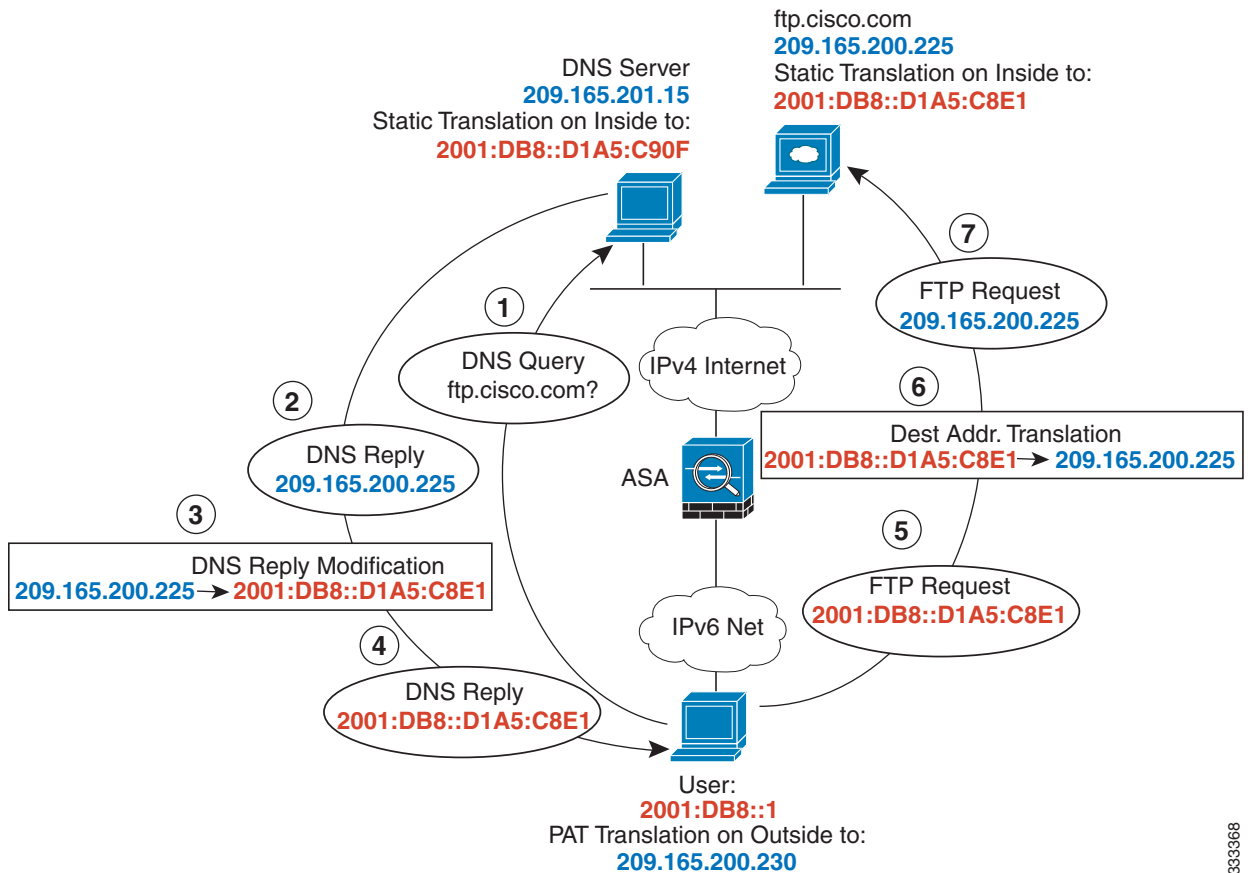 ftp.cisco.com
209.165.200.225
Static Translation on Inside to:
2001:DB8::D1A5:C8E1
DNS Server
209.165.201.15
Static Translation on Inside to:
2001:DB8::D1A5:C90F
1
DNS Query
ftp.cisco.com?
2
DNS Reply
209.165.200.225
3
DNS Reply Modification
209.165.200.225 → 2001:DB8::D1A5:C8E1
4
DNS Reply
2001:DB8::D1A5:C8E1
IPv4 Internet
ASA
IPv6 Net
7
FTP Request
209.165.200.225
6
Dest Addr. Translation
2001:DB8::D1A5:C8E1 → 209.165.200.225
5
FTP Request
2001:DB8::D1A5:C8E1
User:
2001:DB8::1
PAT Translation on Outside to:
209.165.200.230
333368